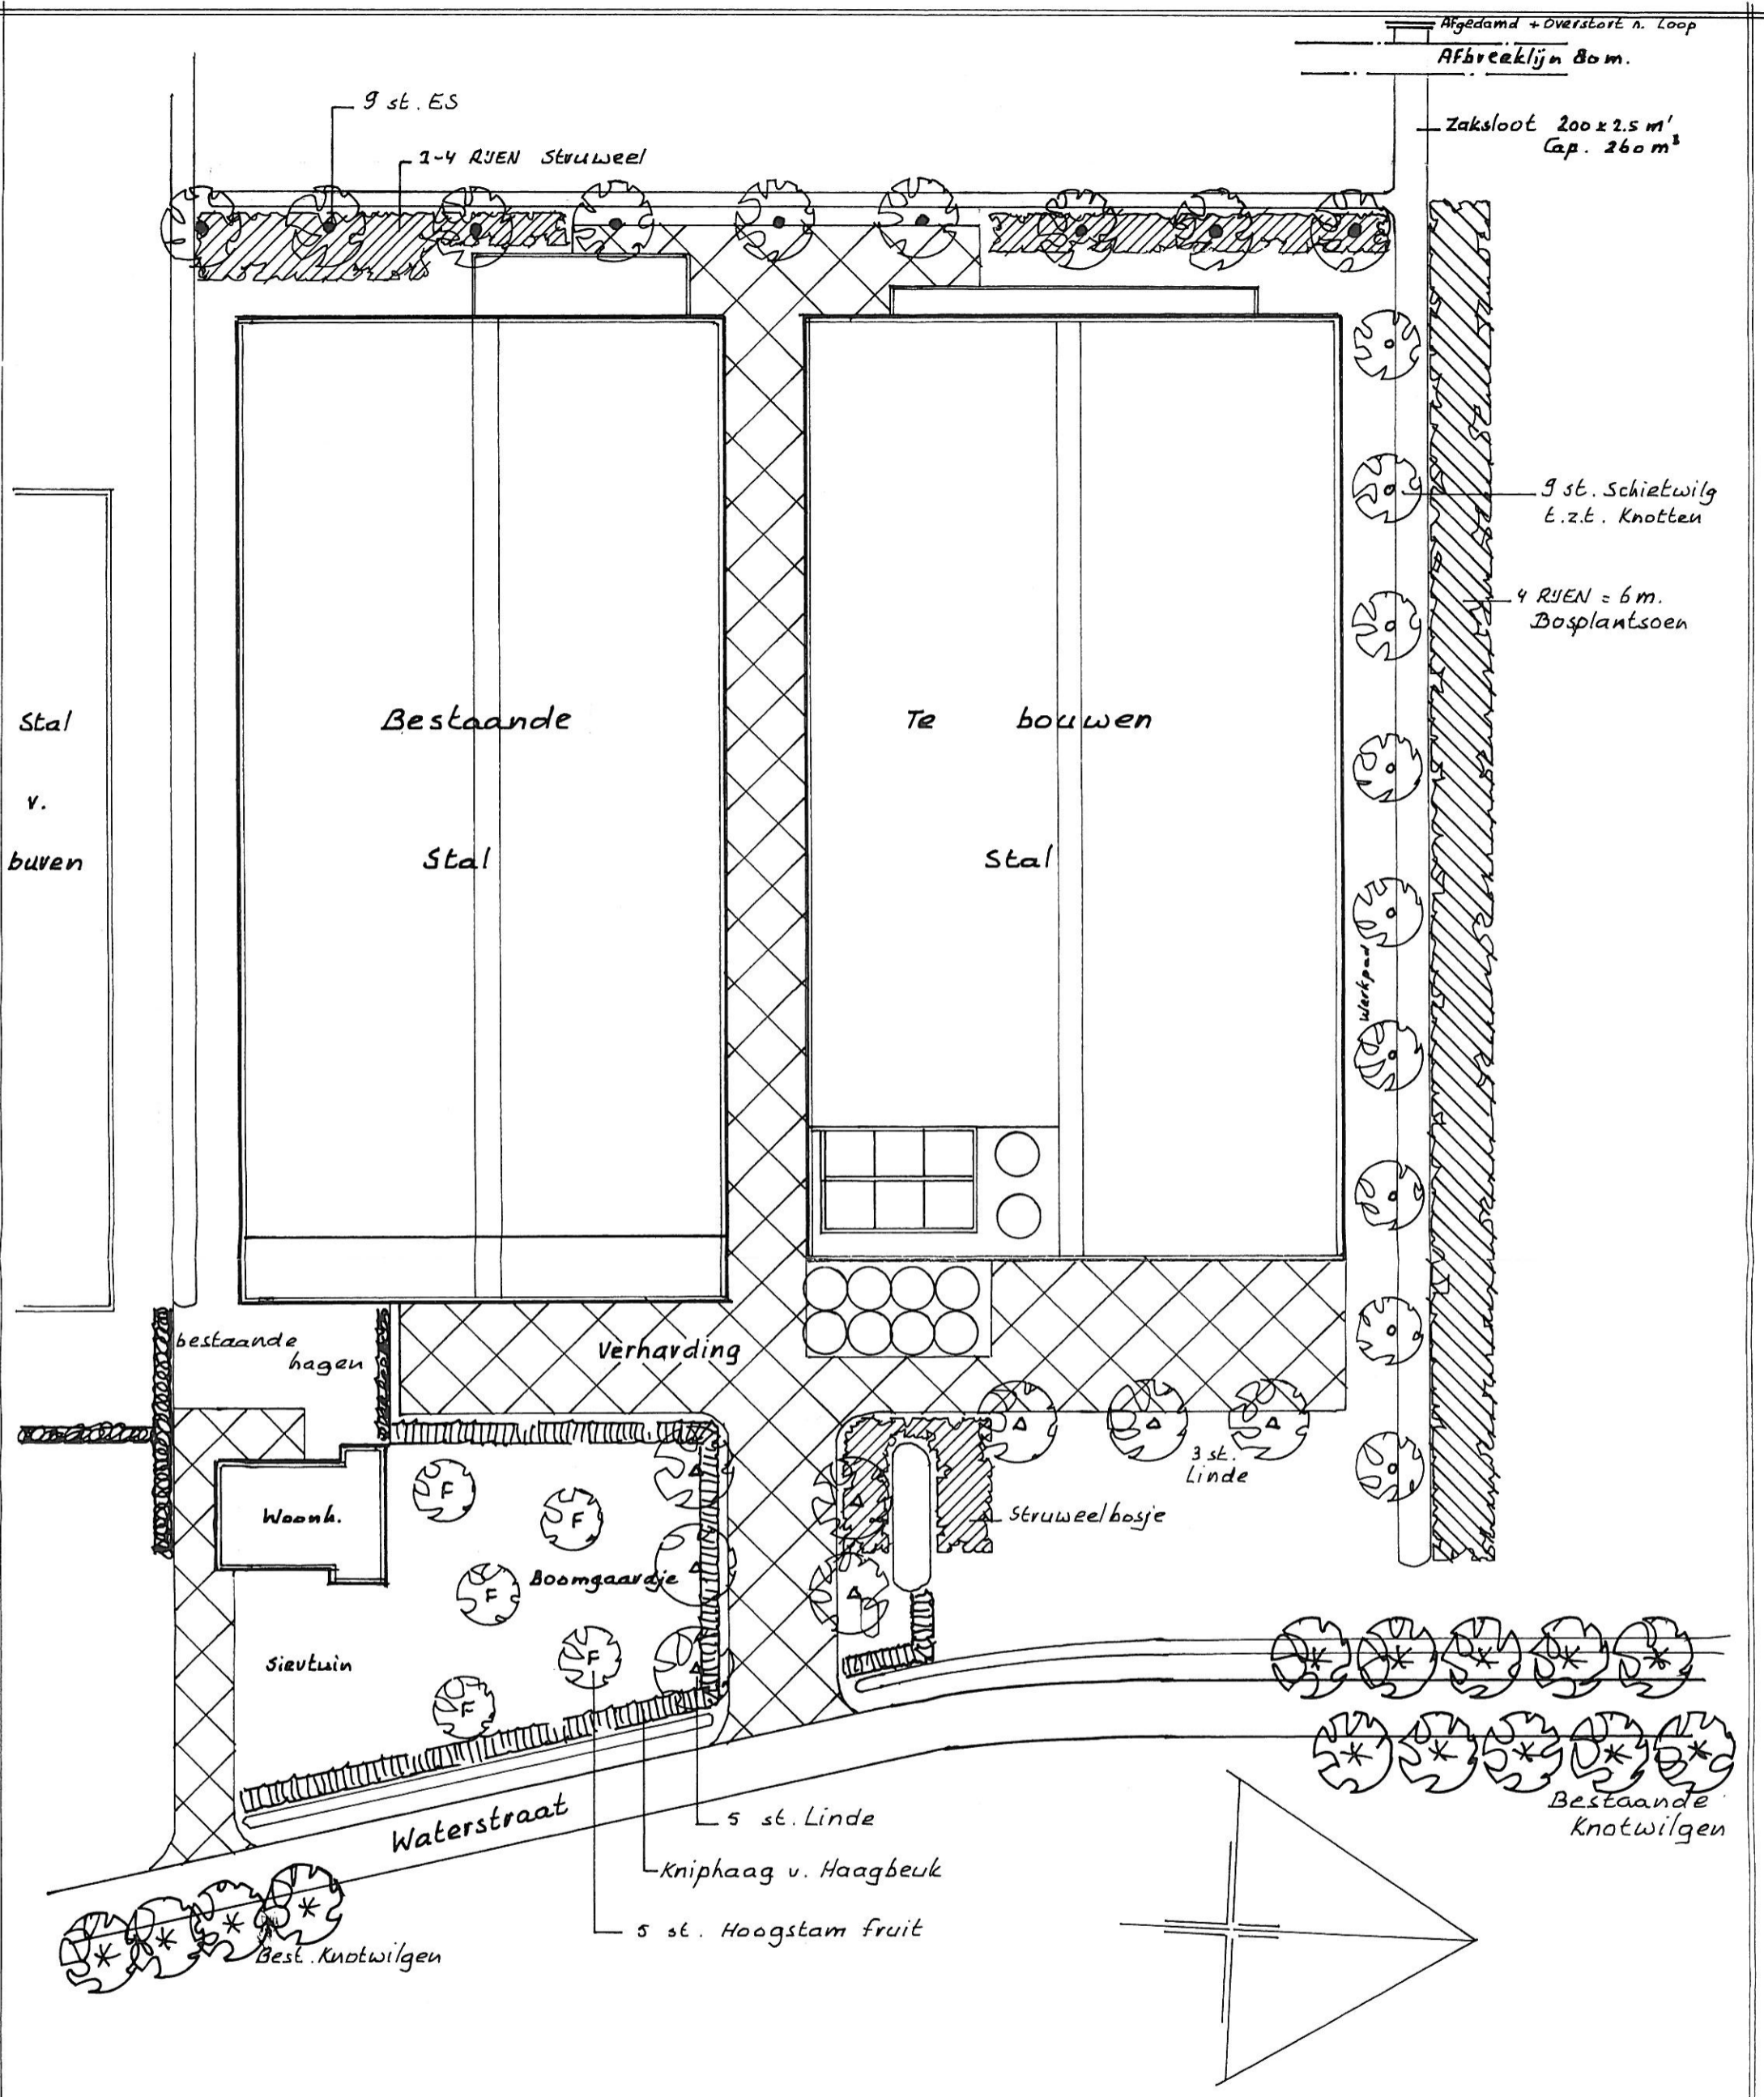 Afgedamd + Overstort n. Loop
Afbreeklijn 80 m.
Zaksloot 200 x 2.5 m'
Cap. 260 m³
9 st. ES
2-4 RIJEN Struweel
9 st. Schietwilg
t.z.t. Knotten
4 RIJEN = 6 m.
Bosplantsoen
Stal
v.
buren
Bestaande
Stal
Te bouwen
Stal
Werkpad
bestaande
hagen
Verharding
3 st.
Linde
Struweelbosje
Woonh.
F
F
F
Boomgaardje
F
F
Siertuin
Waterstraat
5 st. Linde
Kniphaag v. Haagbeuk
5 st. Hoogstam fruit
Bestaande
Knotwilgen
Best. Knotwilgen